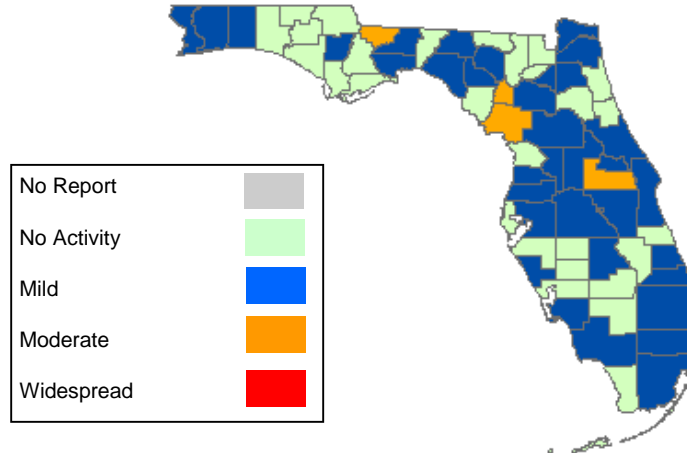 No Report
No Activity
Mild
Moderate
Widespread